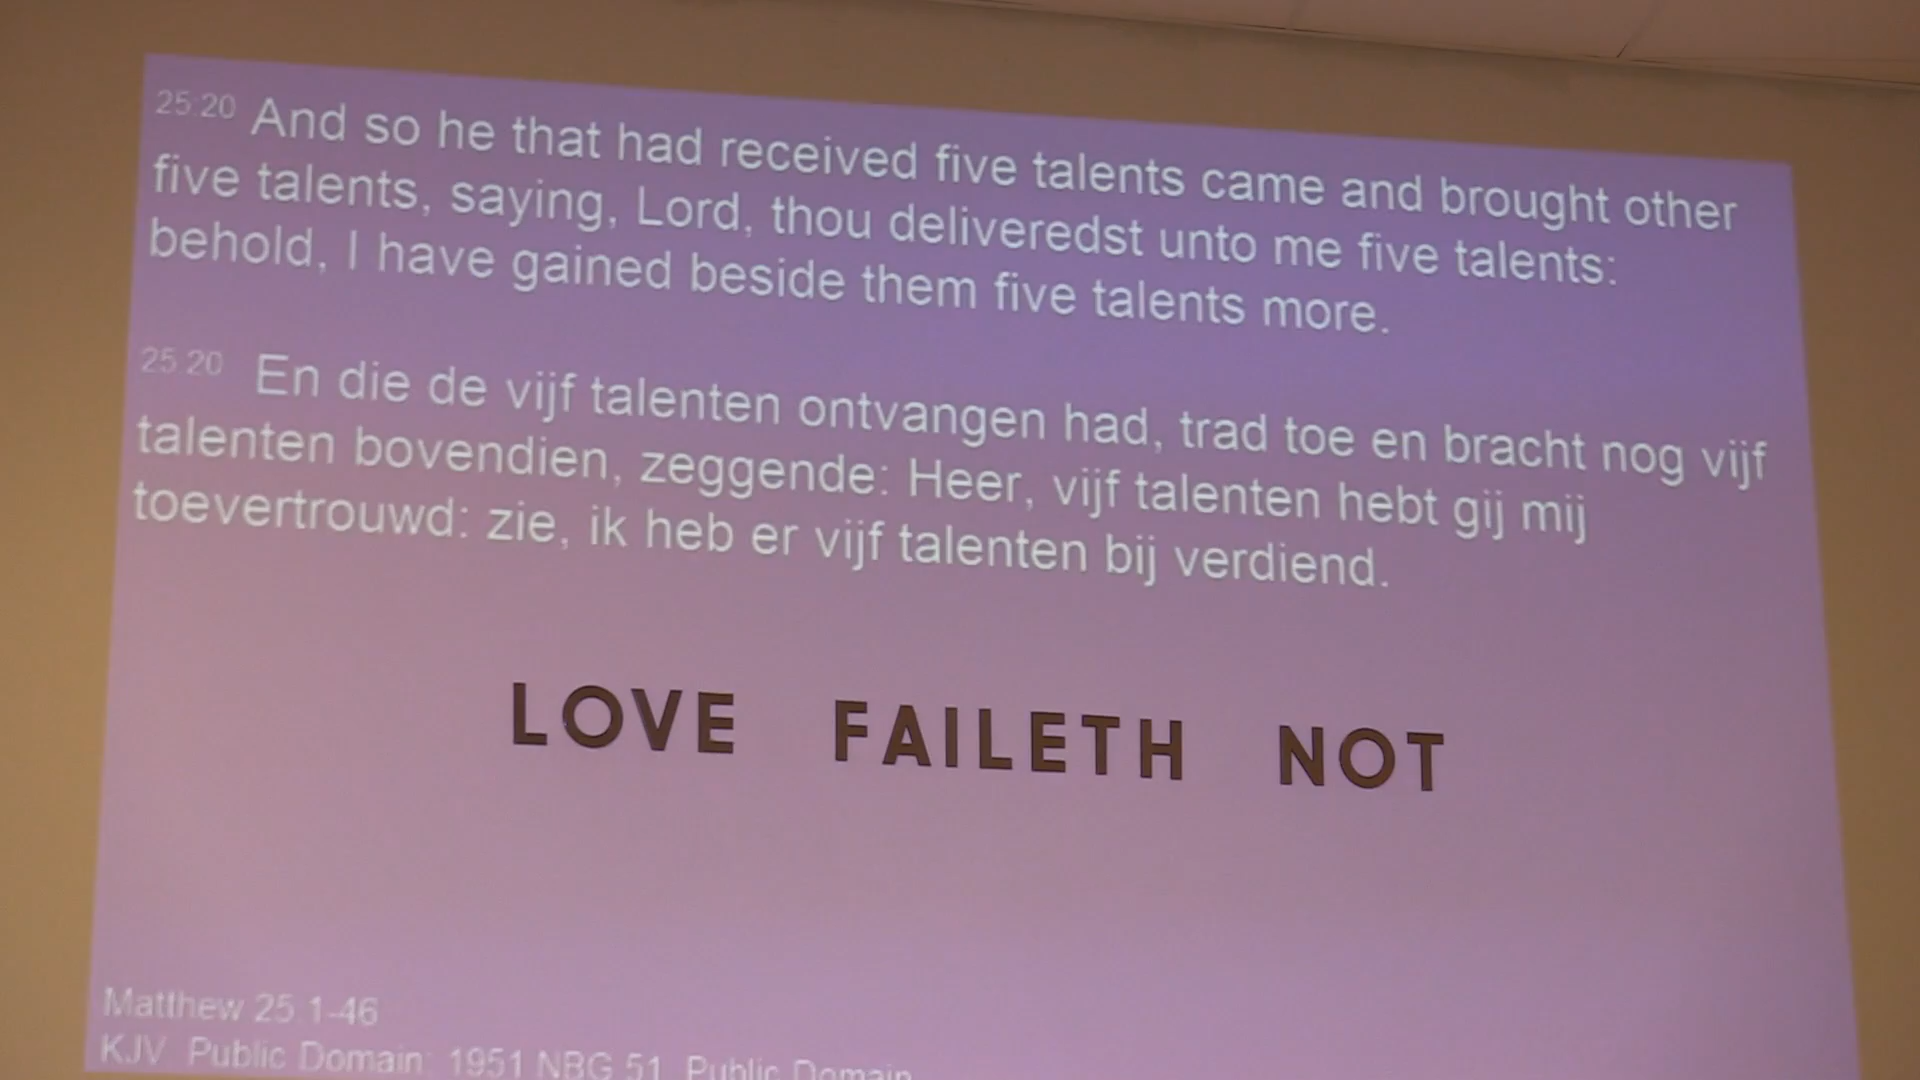 25:20 And so he that had received five talents came and brought other
five talents, saying, Lord, thou deliveredst unto me five talents:
behold, I have gained beside them five talents more.
25:20 En die de vijf talenten ontvangen had, trad toe en bracht nog vijf
talenten bovendien, zeggende: Heer, vijf talenten hebt gij mij
toevertrouwd: zie, ik heb er vijf talenten bij verdiend.
LOVE FAILETH NOT
Matthew 25:1-46
KJV Public Domain: 1951 NBG 51 Public Domain